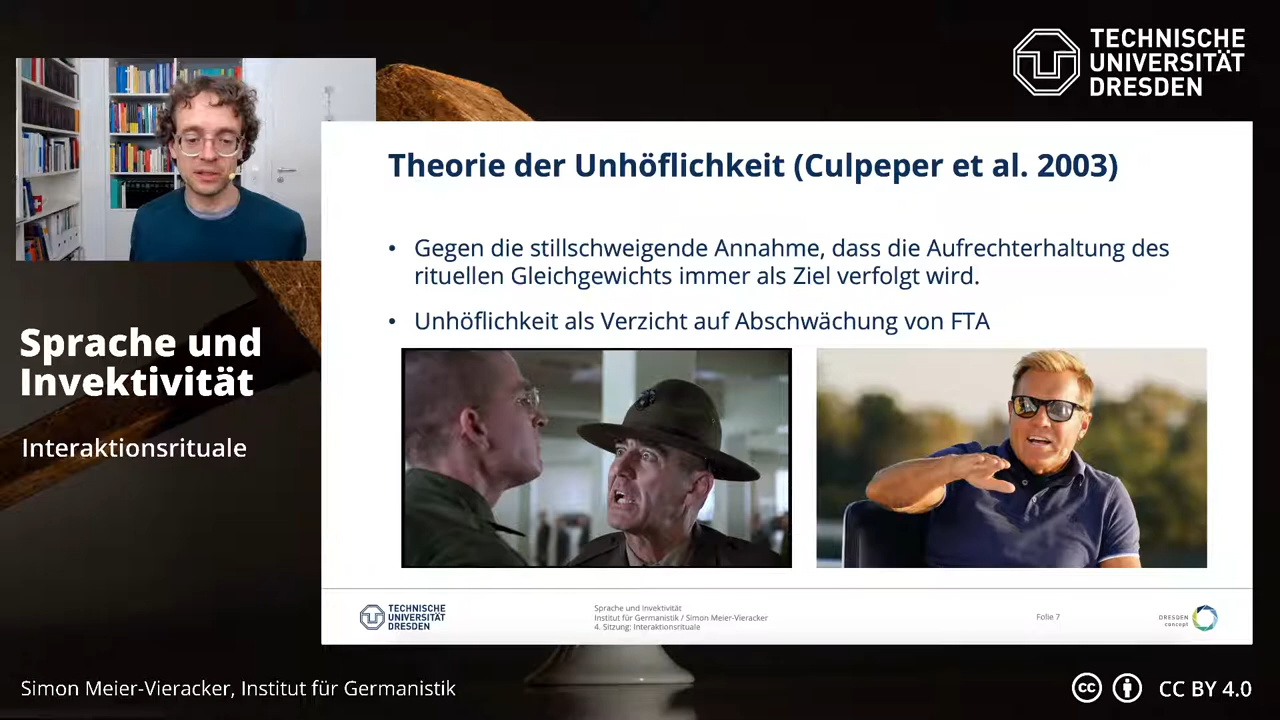 TECHNISCHE
UNIVERSITÄT
DRESDEN
Theorie der Unhöflichkeit (Culpeper et al. 2003)
• Gegen die stillschweigende Annahme, dass die Aufrechterhaltung des
rituellen Gleichgewichts immer als Ziel verfolgt wird.
• Unhöflichkeit als Verzicht auf Abschwächung von FTA
Sprache und
Invektivität
Interaktionsrituale
TECHNISCHE
UNIVERSITÄT
DRESDEN
Sprache und Invektivität
Institut für Germanistik / Simon Meier-Vieracker
4. Sitzung: Interaktionsrituale
Folie 7
DRESDEN
concept
Simon Meier-Vieracker, Institut für Germanistik
cc
CC BY 4.0